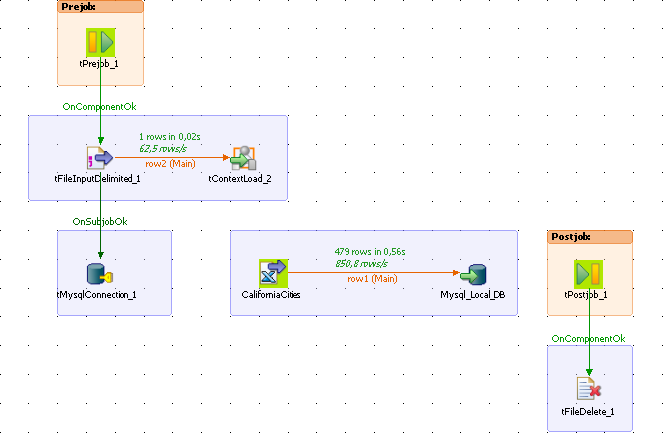 Prejob:
tPrejob_1
OnComponentOk
1 rows in 0,02s
62,5 rows/s
row2 (Main)
tFileInputDelimited_1
tContextLoad_2
OnSubjobOk
tMysqlConnection_1
479 rows in 0,56s
850,8 rows/s
row1 (Main)
CaliforniaCities
Mysql_Local_DB
Postjob:
tPostjob_1
OnComponentOk
tFileDelete_1